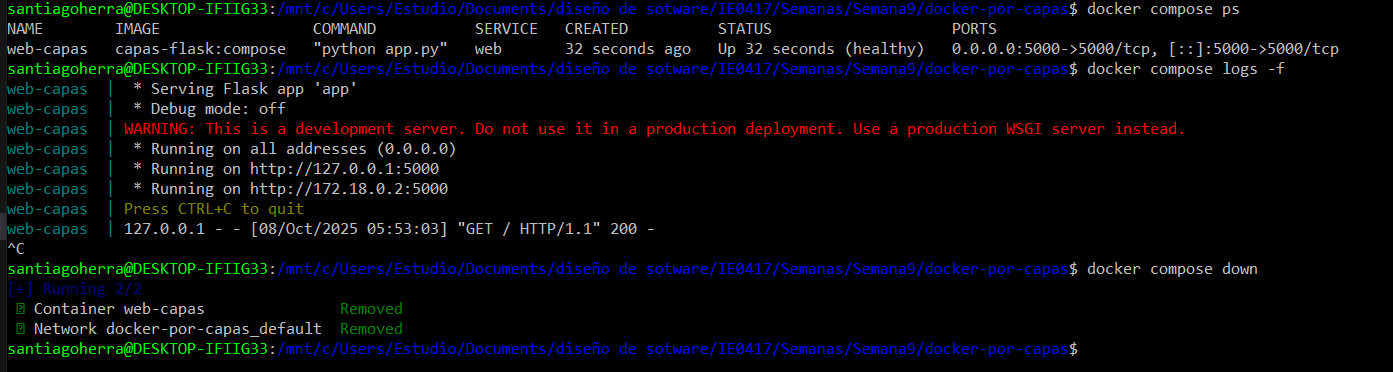 santiagoherra@DESKTOP-IFIIG33:/mnt/c/Users/Estudio/Documents/diseño de sotware/IE0417/Semanas/Semana9/docker-por-capas$ docker compose ps
NAME IMAGE COMMAND SERVICE CREATED STATUS PORTS
web-capas capas-flask:compose "python app.py" web 32 seconds ago Up 32 seconds (healthy) 0.0.0.0:5000->5000/tcp, [::]:5000->5000/tcp
santiagoherra@DESKTOP-IFIIG33:/mnt/c/Users/Estudio/Documents/diseño de sotware/IE0417/Semanas/Semana9/docker-por-capas$ docker compose logs -f
web-capas | * Serving Flask app 'app'
web-capas | * Debug mode: off
web-capas | WARNING: This is a development server. Do not use it in a production deployment. Use a production WSGI server instead.
web-capas | * Running on all addresses (0.0.0.0)
web-capas | * Running on http://127.0.0.1:5000
web-capas | * Running on http://172.18.0.2:5000
web-capas | Press CTRL+C to quit
web-capas | 127.0.0.1 - - [08/Oct/2025 05:53:03] "GET / HTTP/1.1" 200 -
^C
santiagoherra@DESKTOP-IFIIG33:/mnt/c/Users/Estudio/Documents/diseño de sotware/IE0417/Semanas/Semana9/docker-por-capas$ docker compose down
[+] Running 2/2
Container web-capas Removed
Network docker-por-capas_default Removed
santiagoherra@DESKTOP-IFIIG33:/mnt/c/Users/Estudio/Documents/diseño de sotware/IE0417/Semanas/Semana9/docker-por-capas$